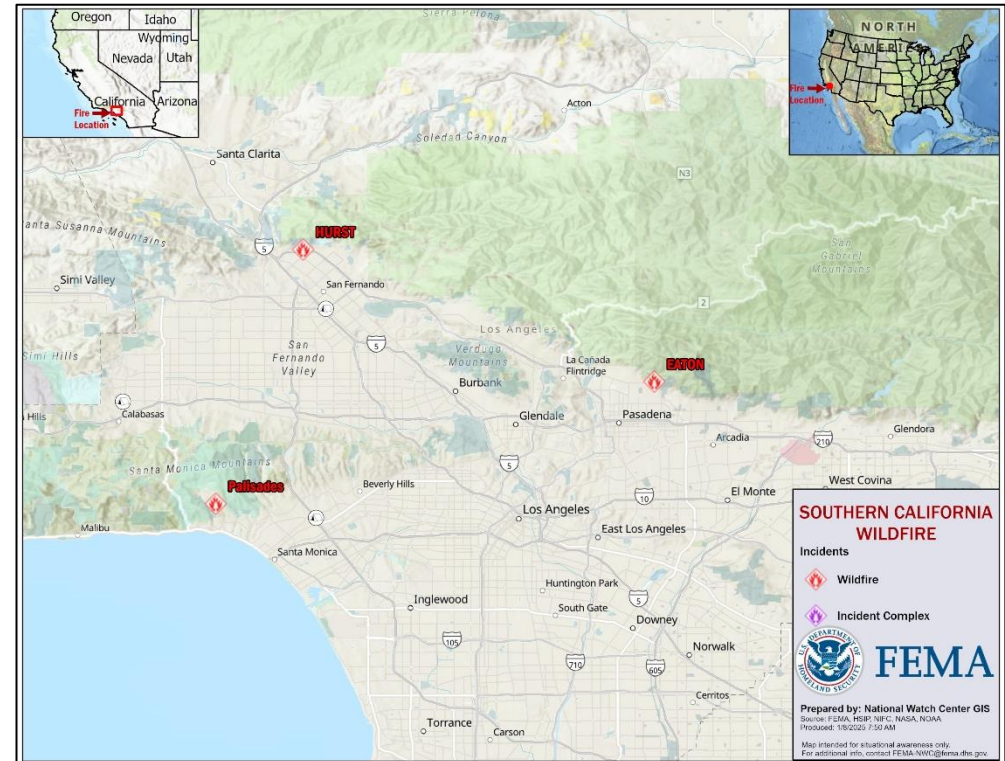 Oregon
Idaho
Wyoming
Nevada
Utah
California
Arizona
Fire
Location
Sierra Pelona
NORTH
AMERICA
Fire
Location
Acton
Soledad Canyon
Santa Clarita
N3
Santa Susanna Mountains
HURST
5
San
Gabriel
Mountains
Simi Valley
San Fernando
2
Los Angeles
5
San
Fernando
Valley
Verdugo
Mountains
La Cañada
Flintridge
EATON
Simi Hills
Burbank
Calabasas
Glendale
Pasadena
Hills
Arcadia
210
Glendora
Santa Monica Mountains
5
Palisades
Beverly Hills
10
El Monte
West Covina
Los Angeles
East Los Angeles
Malibu
Santa Monica
Huntington Park
Inglewood
South Gate
5
Downey
105
710
605
Norwalk
Cerritos
Torrance
Carson
SOUTHERN CALIFORNIA
WILDFIRE
Incidents
Wildfire
Incident Complex
U.S. DEPARTMENT OF
HOMELAND SECURITY
FEMA
Prepared by: National Watch Center GIS
Source: FEMA, HSIP, NIFC, NASA, NOAA
Produced: 1/8/2025 7:50 AM
Map intended for situational awareness only.
For additional info, contact FEMA-NWC@fema.dhs.gov.